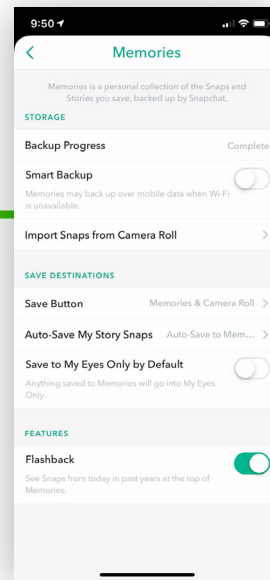 9:50
Memories
Memories is a personal collection of the Snaps and
Stories you save, backed up by Snapchat.
STORAGE
Backup Progress Complete
Smart Backup
Memories may back up over mobile data when Wi-Fi
is unavailable.
Import Snaps from Camera Roll
SAVE DESTINATIONS
Save Button Memories & Camera Roll
Auto-Save My Story Snaps Auto-Save to Mem...
Save to My Eyes Only by Default
Anything saved to Memories will go into My Eyes
Only.
FEATURES
Flashback
See Snaps from today in past years at the top of
Memories.